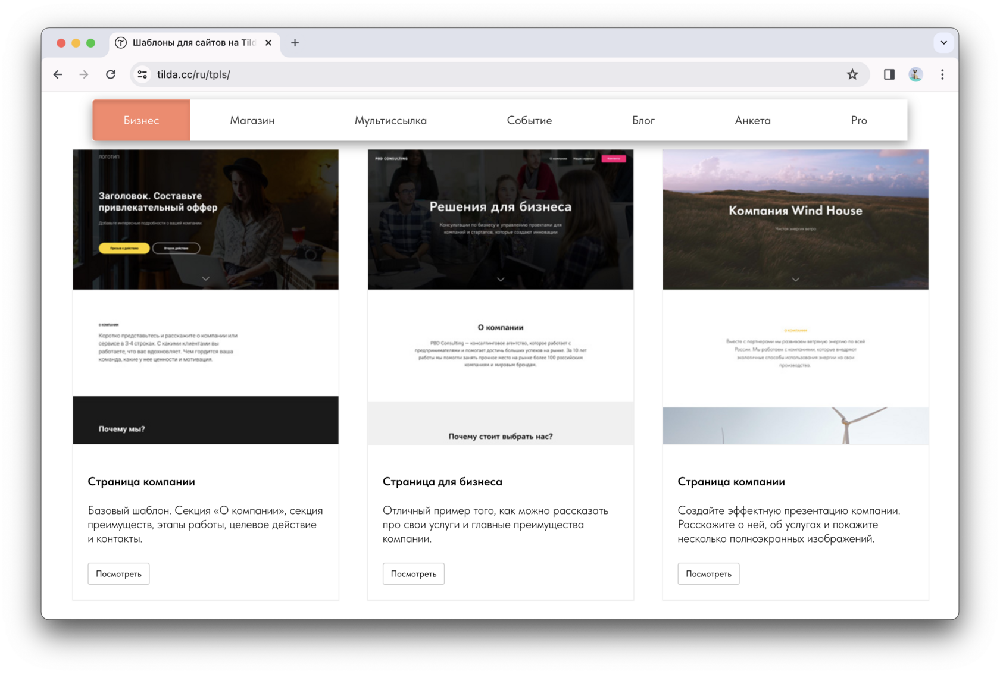 Шаблоны для сайтов на Tild
tilda.cc/ru/tpls/
Бизнес
Магазин
Мультиссылка
Событие
Блог
Анкета
Pro
ЛОГОТИП
Заголовок. Составьте
привлекательный оффер
Добавьте интересные подробности о вашей компании
Призыв к действию
Второе действие
О КОМПАНИИ
Коротко представьтесь и расскажите о компании или
сервисе в 3-4 строках. С какими клиентами вы
работаете, что вас вдохновляет. Чем гордится ваша
команда, какие у нее ценности и мотивация.
Почему мы?
Страница компании
Базовый шаблон. Секция «О компании», секция
преимуществ, этапы работы, целевое действие
и контакты.
Посмотреть
PBD CONSULTING
О компании
Наши сервисы
Контакты
Решения для бизнеса
Консультации по бизнесу и управлению проектами для
компаний и стартапов, которые создают инновации
О компании
PBD Consulting — консалтинговое агентство, которое работает с
предпринимателями и помогает достичь больших успехов на рынке. За 10 лет
работы мы помогли занять прочное место на рынке более 100 российским
компаниям и мировым брендам.
Почему стоит выбрать нас?
Страница для бизнеса
Отличный пример того, как можно рассказать
про свои услуги и главные преимущества
компании.
Посмотреть
Компания Wind House
Чистая энергия ветра
О КОМПАНИИ
Вместе с партнерами мы развиваем ветряную энергию по всей
России. Мы работаем с компаниями, которые внедряют
экологичные способы использования энергии на свои
производства.
Страница компании
Создайте эффектную презентацию компании.
Расскажите о ней, об услугах и покажите
несколько полноэкранных изображений.
Посмотреть